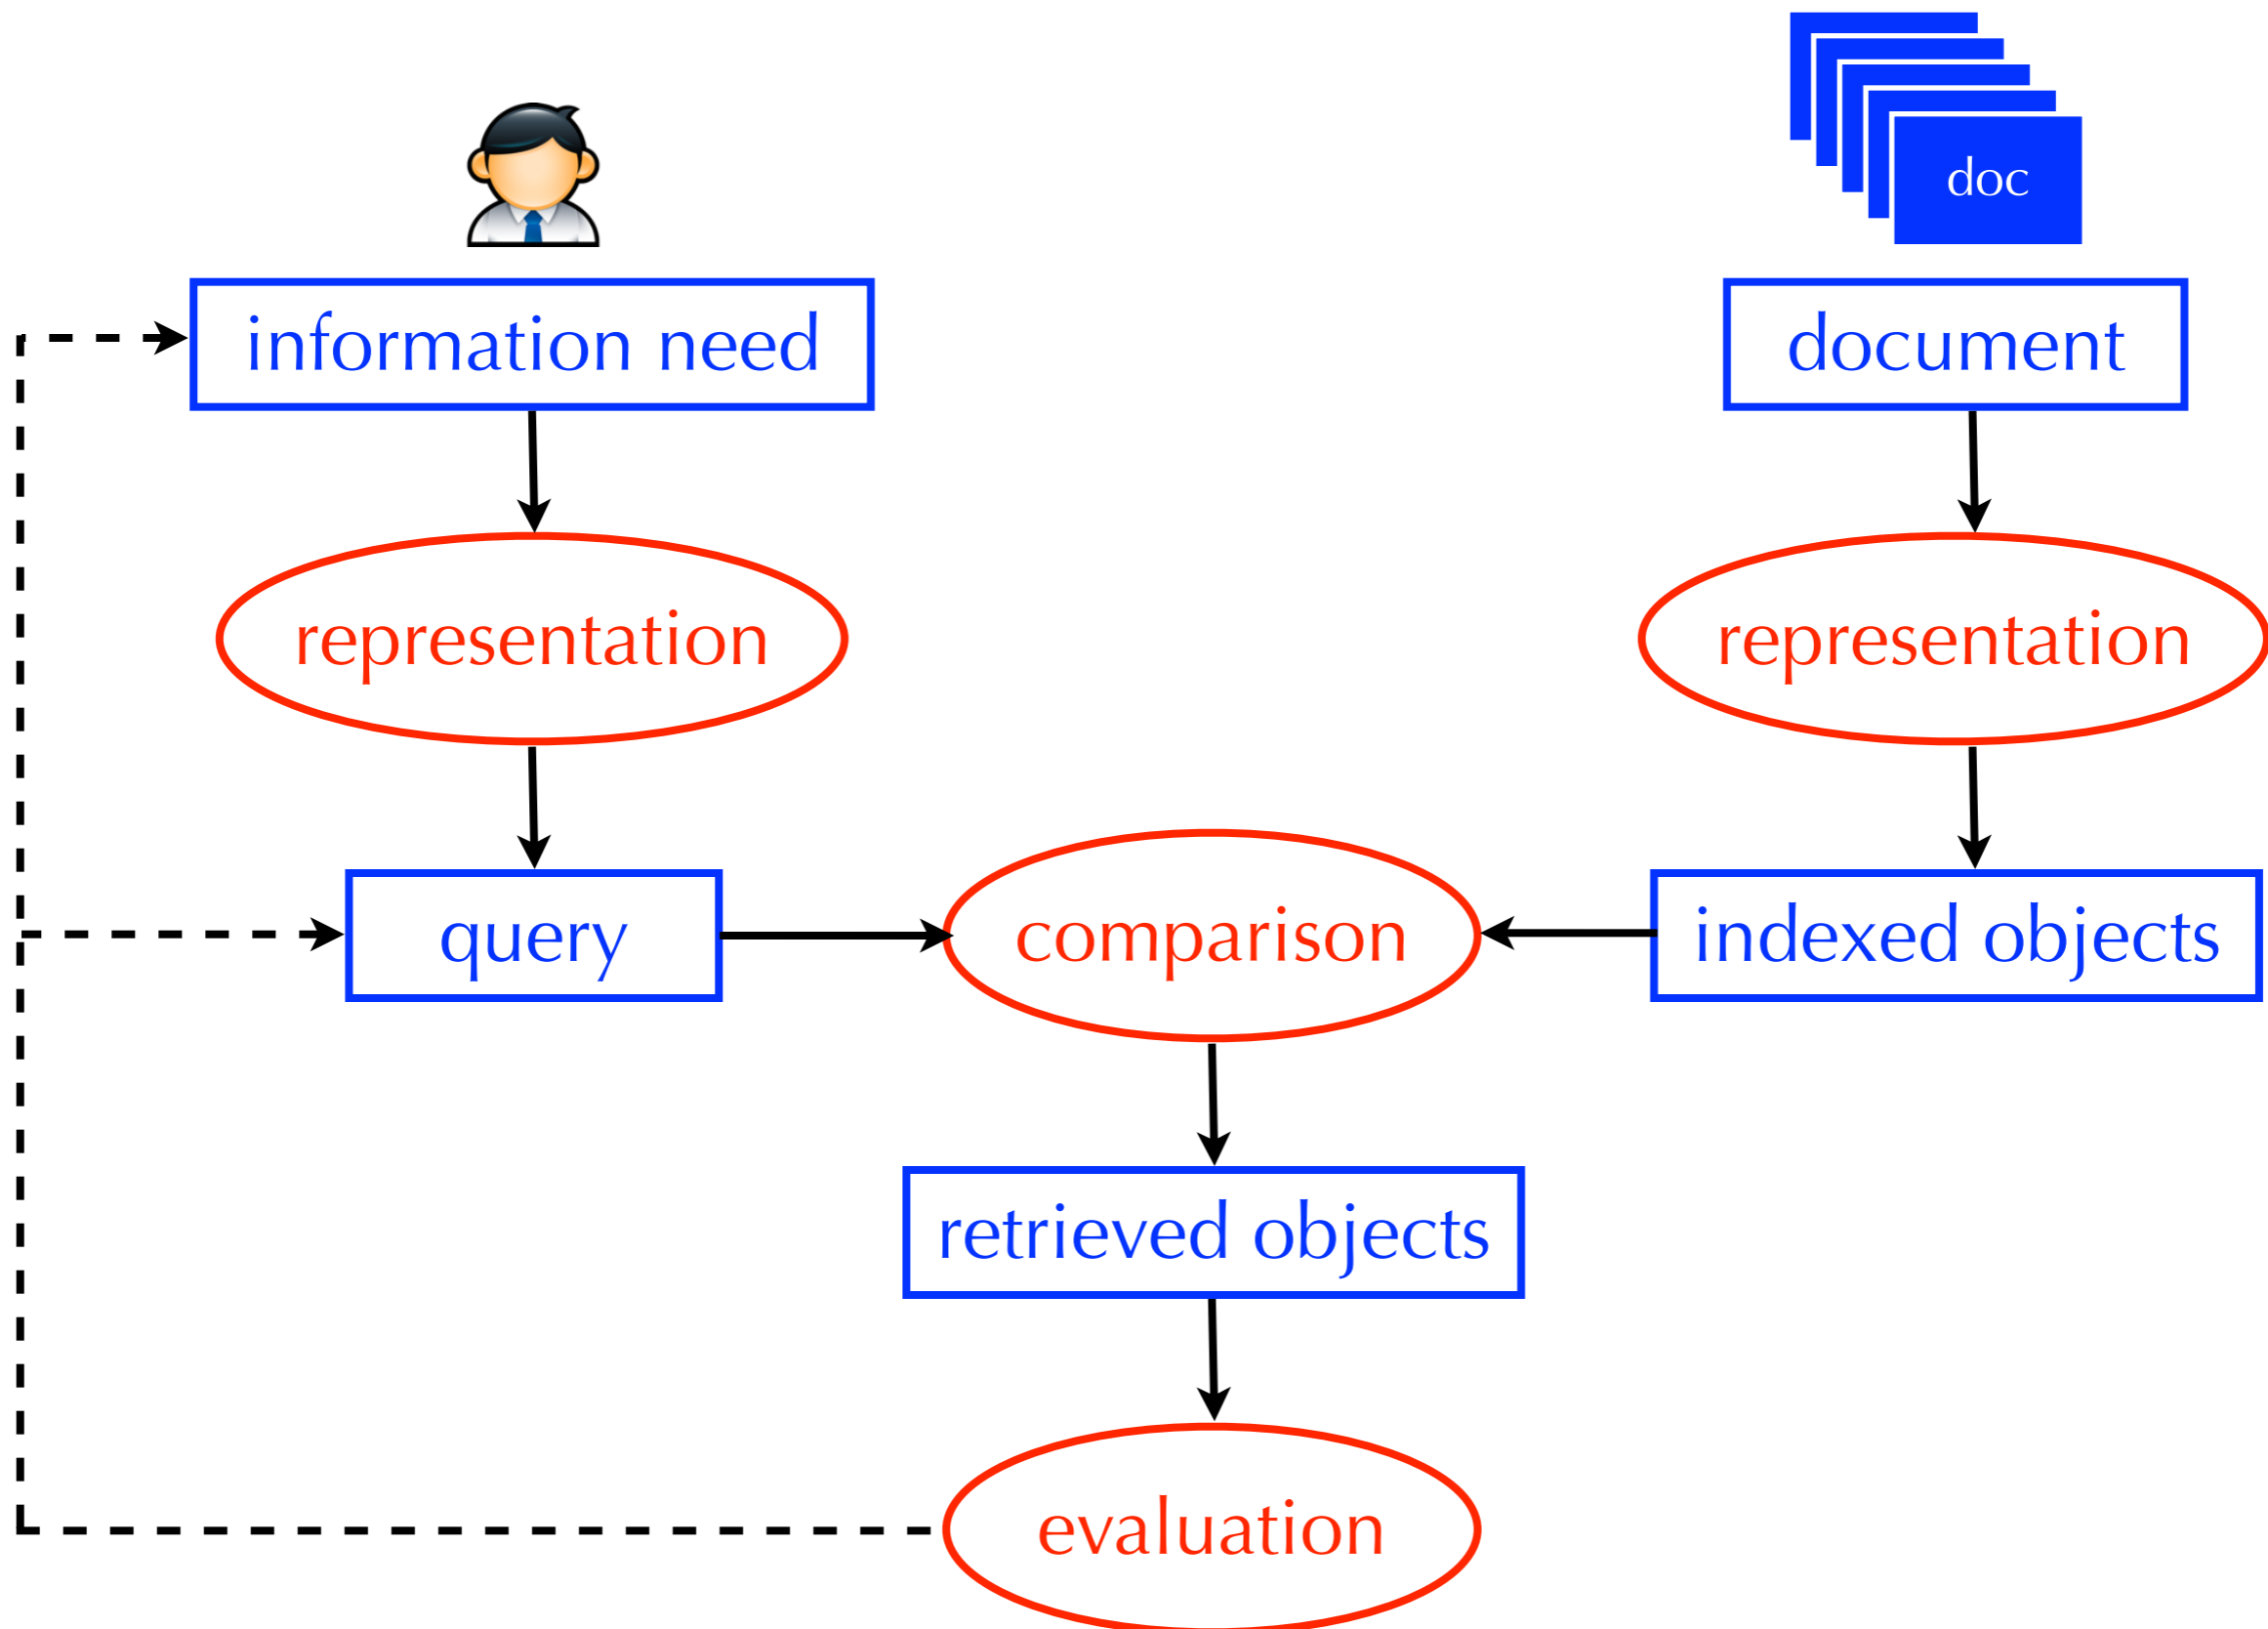 doc
information need
document
representation
representation
query
comparison
indexed objects
retrieved objects
evaluation